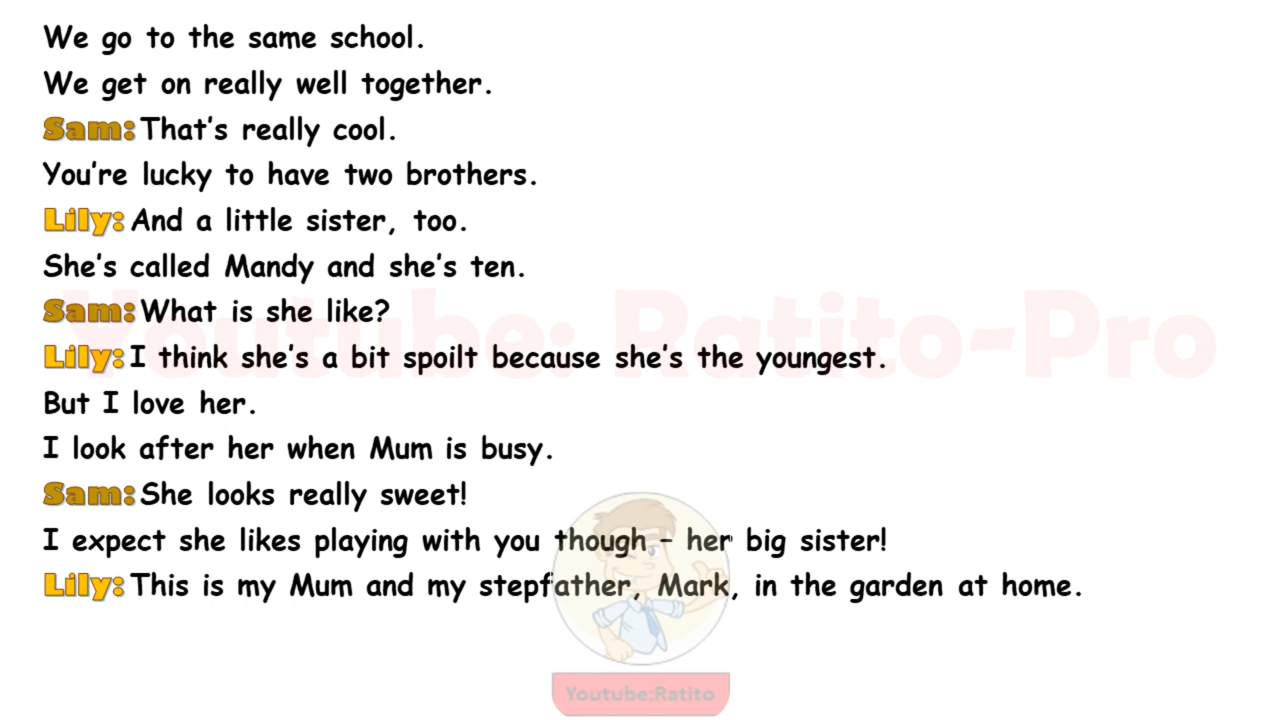 We go to the same school.
We get on really well together.
Sam: That's really cool.
You're lucky to have two brothers.
Lily: And a little sister, too.
She's called Mandy and she's ten.
Sam: What is she like?
Youtube: Ratito-Pro
Lily: I think she's a bit spoilt because she's the youngest.
But I love her.
I look after her when Mum is busy.
Sam: She looks really sweet!
I expect she likes playing with you though - her big sister!
Lily: This is my Mum and my stepfather, Mark, in the garden at home.
Youtube:Ratito